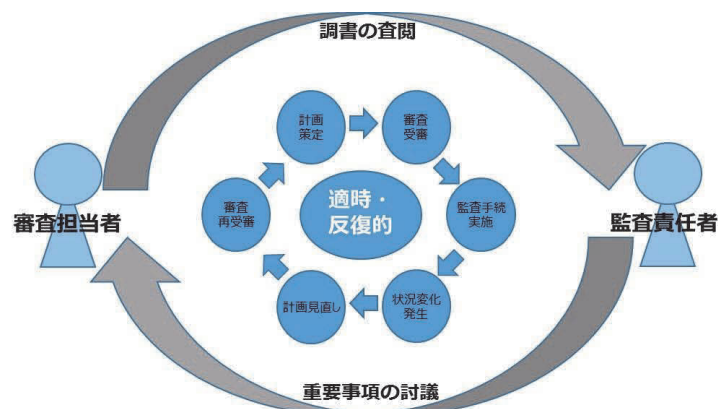 調書の査閲
計画
策定
審査
受審
審査担当者
審査
再受審
適時・
反復的
監査手続
実施
監査責任者
計画見直し
状況変化
発生
重要事項の討議